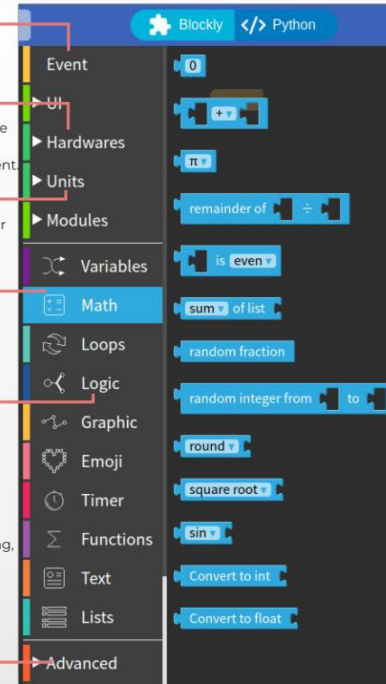 Blockly </> Python
Event
UI
Hardwares
Units
Modules
Variables
Math
Loops
Logic
Graphic
Emoji
Timer
Functions
Text
Lists
Advanced
0
+
π
remainder of ÷
is even
sum of list
random fraction
random integer from to
round
square root
sin
Convert to int
Convert to float